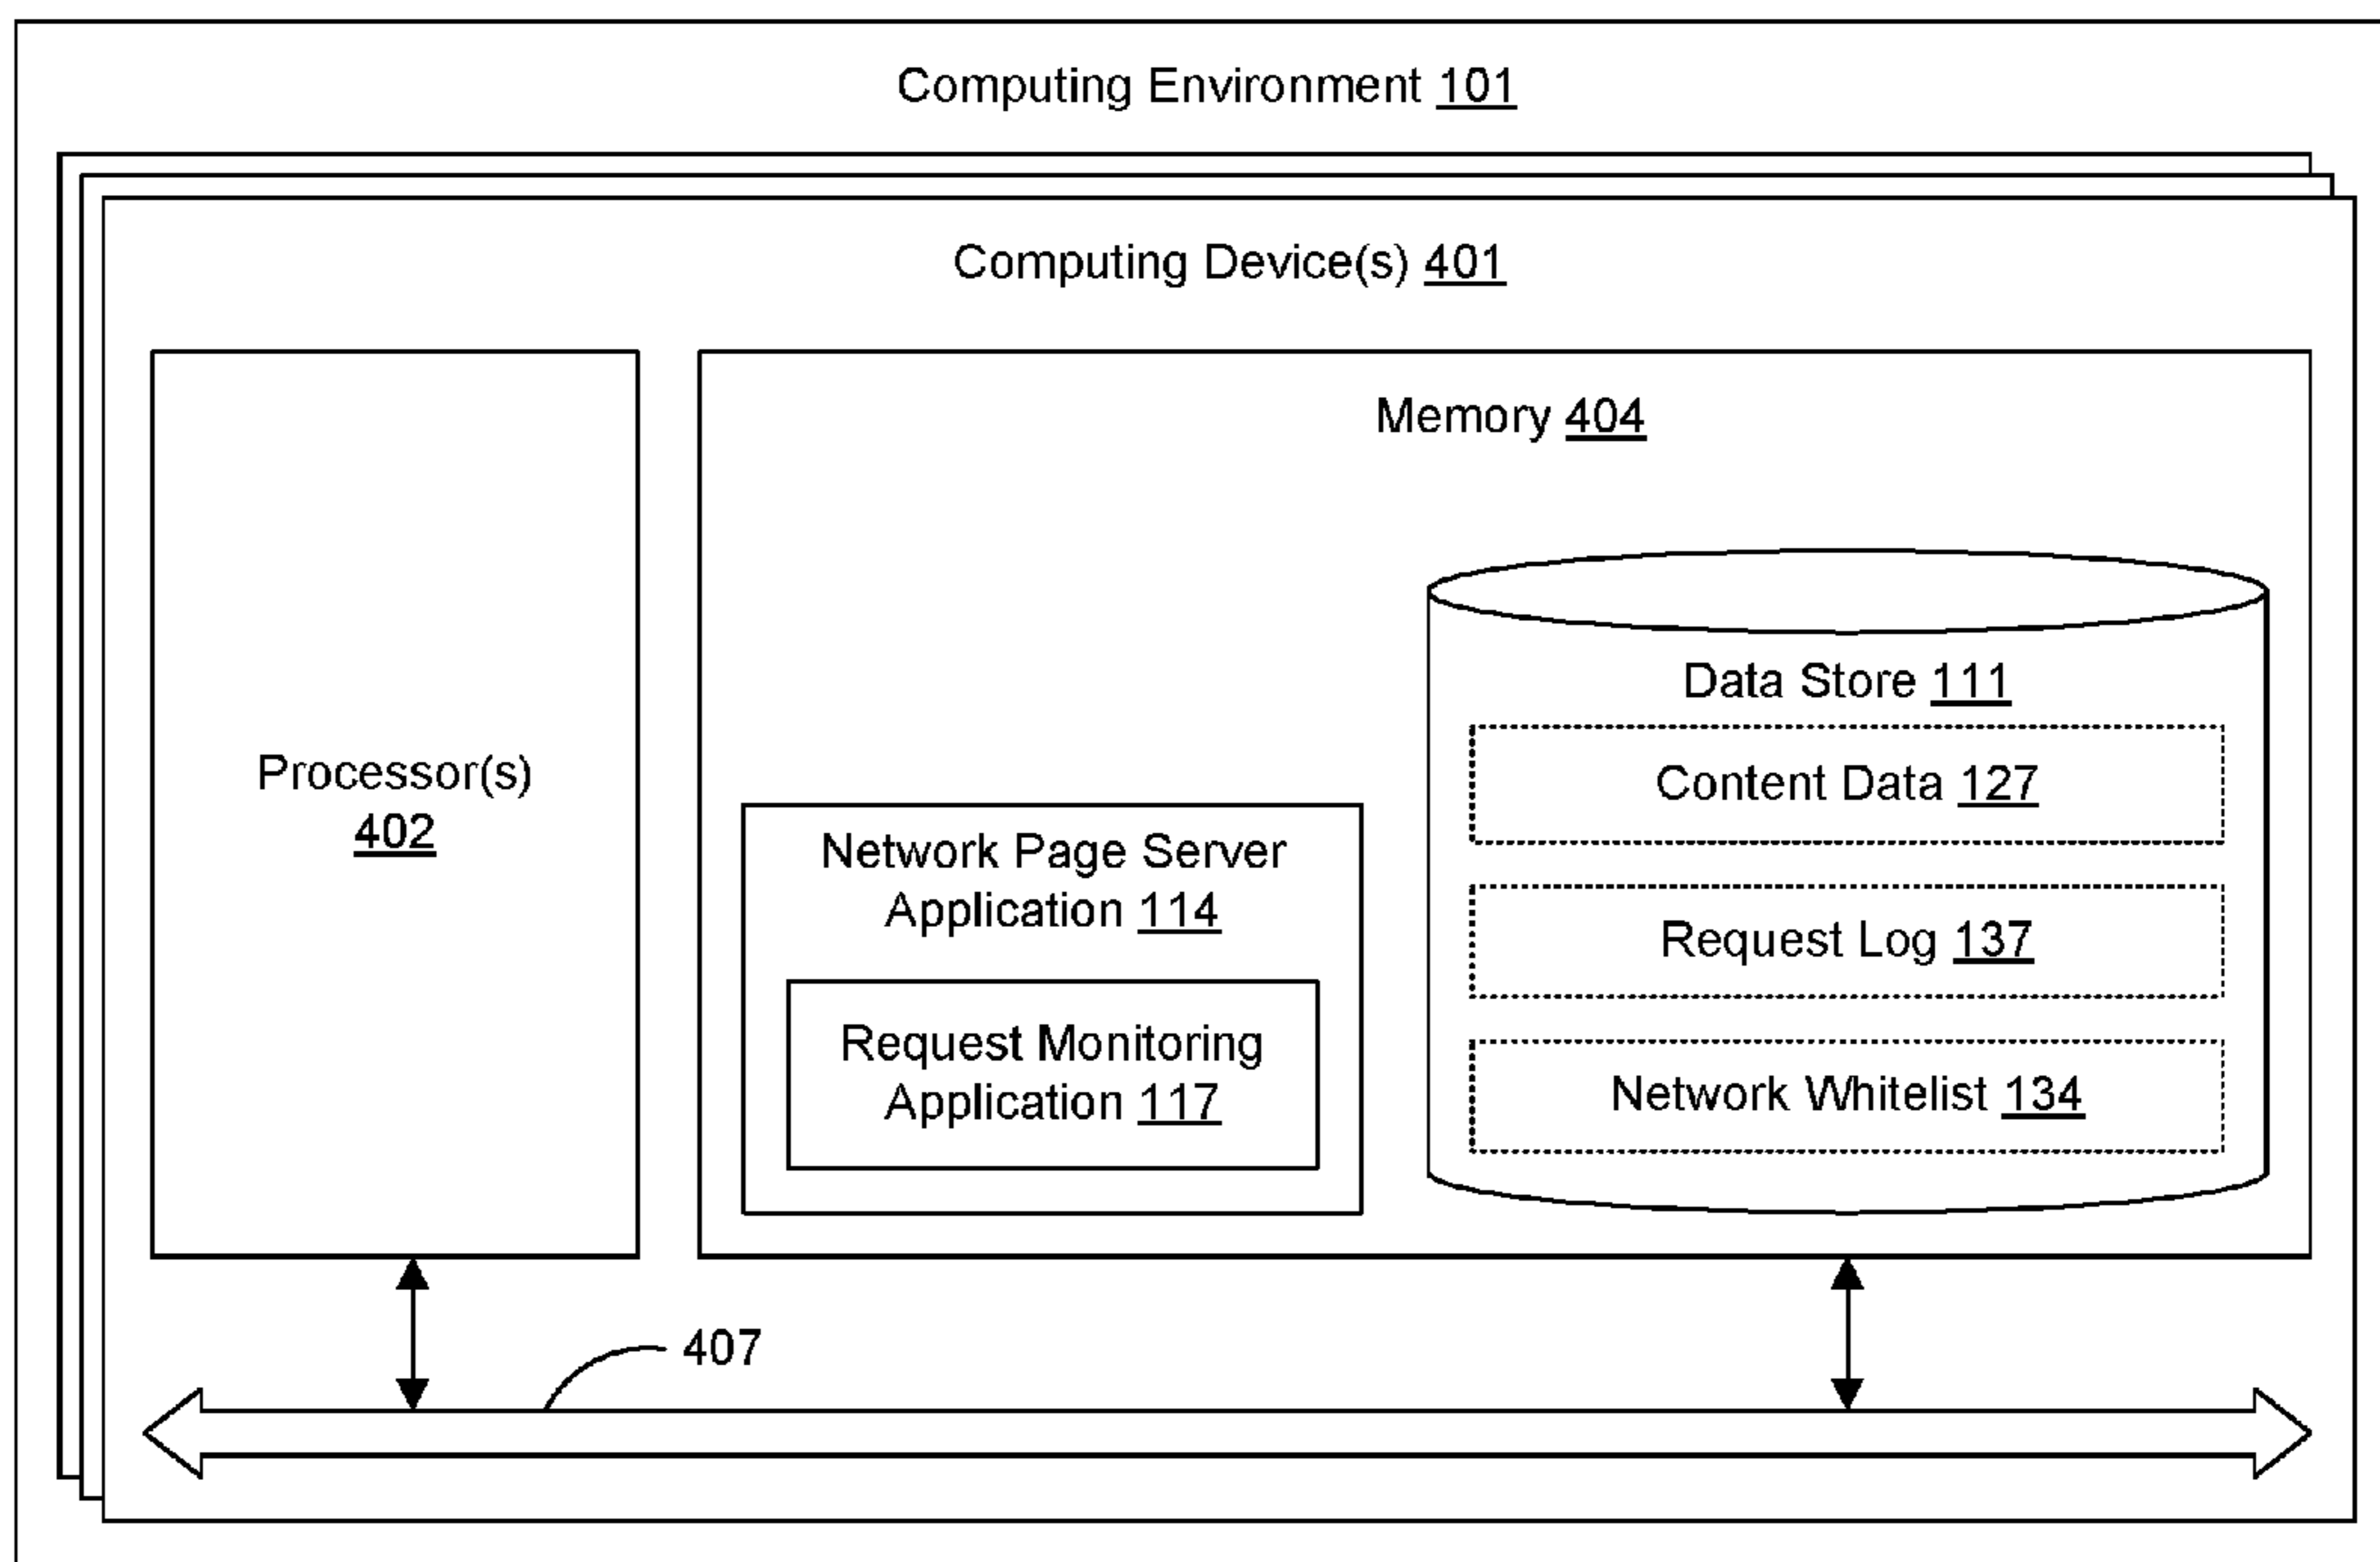 Computing Environment 101
Computing Device(s) 401
Processor(s)
402
Memory 404
Network Page Server
Application 114
Request Monitoring
Application 117
Data Store 111
Content Data 127
Request Log 137
Network Whitelist 134
407